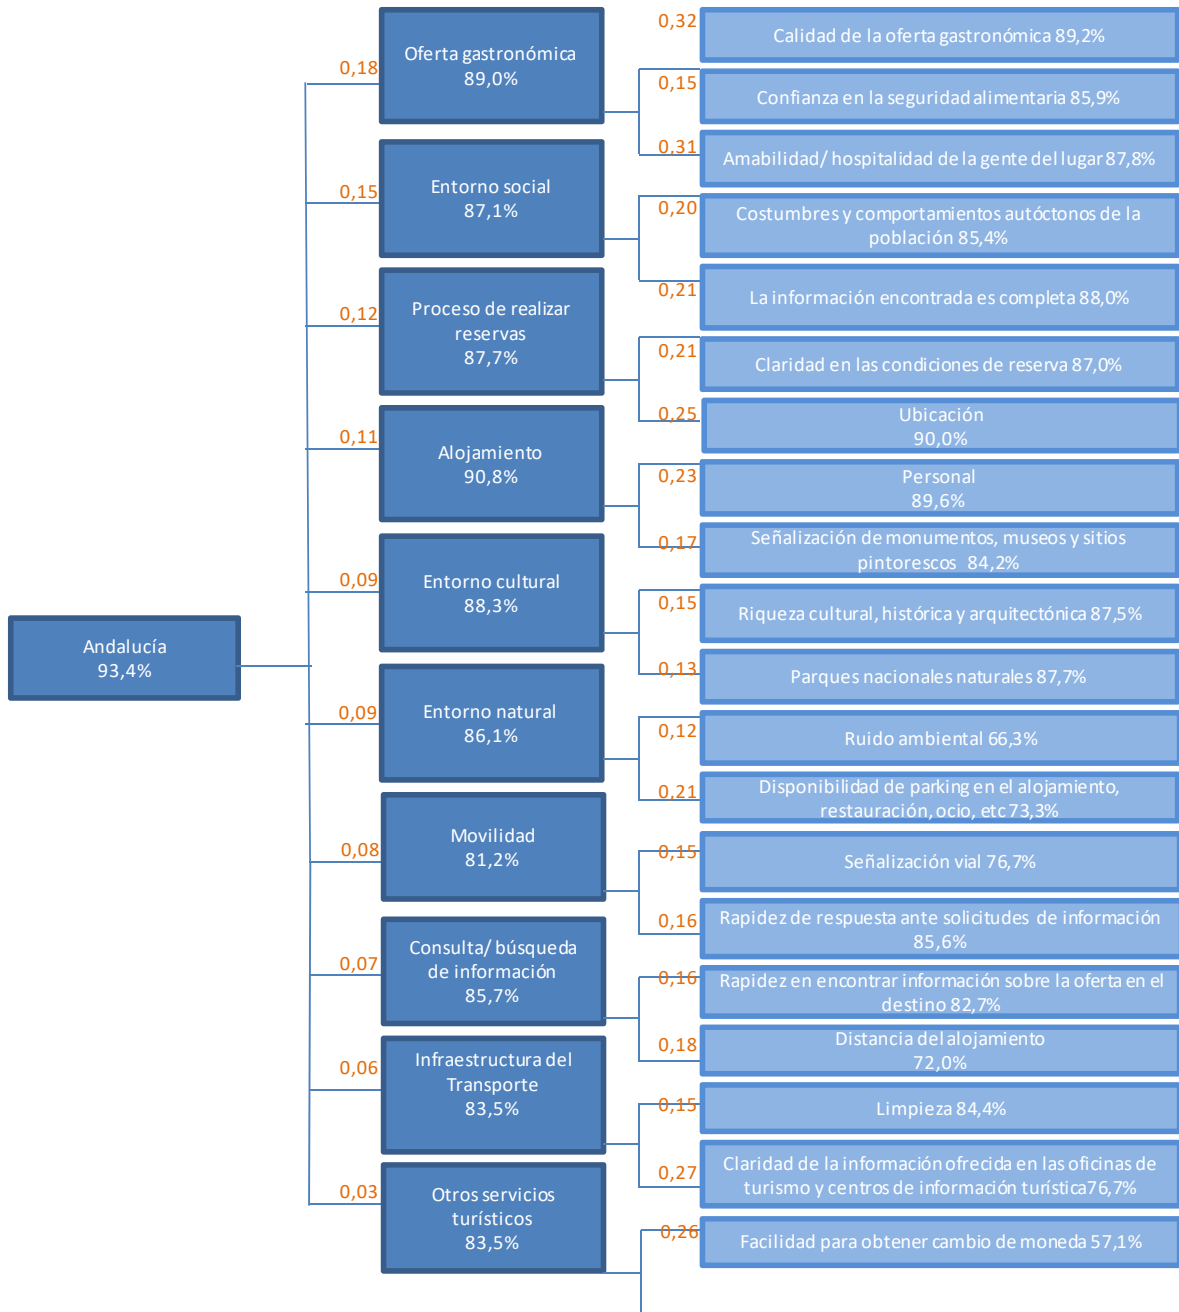 Andalucía
93,4%
0,18
Oferta gastronómica
89,0%
0,15
Entorno social
87,1%
0,12
Proceso de realizar
reservas
87,7%
0,11
Alojamiento
90,8%
0,09
Entorno cultural
88,3%
0,09
Entorno natural
86,1%
0,08
Movilidad
81,2%
0,07
Consulta/ búsqueda
de información
85,7%
0,06
Infraestructura del
Transporte
83,5%
0,03
Otros servicios
turísticos
83,5%
0,32
Calidad de la oferta gastronómica 89,2%
0,15
Confianza en la seguridad alimentaria 85,9%
0,31
Amabilidad/ hospitalidad de la gente del lugar 87,8%
0,20
Costumbres y comportamientos autóctonos de la
población 85,4%
0,21
La información encontrada es completa 88,0%
0,21
Claridad en las condiciones de reserva 87,0%
0,25
Ubicación
90,0%
0,23
Personal
89,6%
0,17
Señalización de monumentos, museos y sitios
pintorescos 84,2%
0,15
Riqueza cultural, histórica y arquitectónica 87,5%
0,13
Parques nacionales naturales 87,7%
0,12
Ruido ambiental 66,3%
0,21
Disponibilidad de parking en el alojamiento,
restauración, ocio, etc 73,3%
0,15
Señalización vial 76,7%
0,16
Rapidez de respuesta ante solicitudes de información
85,6%
0,16
Rapidez en encontrar información sobre la oferta en el
destino 82,7%
0,18
Distancia del alojamiento
72,0%
0,15
Limpieza 84,4%
0,27
Claridad de la información ofrecida en las oficinas de
turismo y centros de información turística 76,7%
0,26
Facilidad para obtener cambio de moneda 57,1%